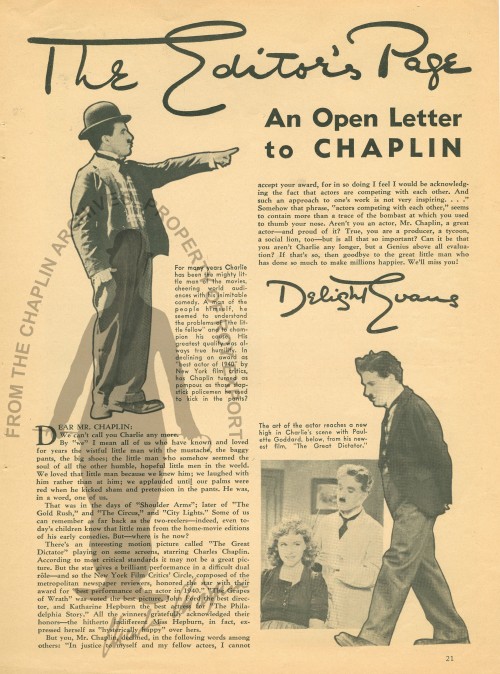 The Editor's Page
An Open Letter
to CHAPLIN
For many years Charlie
has been the mighty lit-
tle man of the movies,
cheering world audi-
ences with his inimitable
comedy. A man of the
people himself, he
seemed to understand
the problems of "the lit-
tle fellow" and to cham-
pion his cause. His
greatest quality was al-
ways true humility. In
declining an award as
"best actor of 1940" by
New York film critics,
has Chaplin turned as
pompous as those slap-
stick policemen he used
to kick in the pants?
DEAR MR. CHAPLIN:
We can't call you Charlie any more.
By "we" I mean all of us who have known and loved
for years the wistful little man with the mustache, the baggy
pants, the big shoes; the little man who somehow seemed the
soul of all the other humble, hopeful little men in the world.
We loved that little man because we knew him; we laughed with
him rather than at him; we applauded until our palms were
red when he kicked sham and pretension in the pants. He was,
in a word, one of us.
That was in the days of "Shoulder Arms"; later of "The
Gold Rush," and "The Circus," and "City Lights." Some of us
can remember as far back as the two-reelers—indeed, even to-
day's children know that little man from the home-movie editions
of his early comedies. But—where is he now?
There's an interesting motion picture called "The Great
Dictator" playing on some screens, starring Charles Chaplin.
According to most critical standards it may not be a great pic-
ture. But the star gives a brilliant performance in a difficult dual
rôle—and so the New York Film Critics' Circle, composed of the
metropolitan newspaper reviewers, honored the star with their
award for "best performance of an actor in 1940." "The Grapes
of Wrath" was voted the best picture, John Ford the best direc-
tor, and Katharine Hepburn the best actress for "The Phila-
delphia Story." All the winners gratefully acknowledged their
honors—the hitherto indifferent Miss Hepburn, in fact, ex-
pressed herself as "hysterically happy" over hers.
But you, Mr. Chaplin, declined, in the following words among
others: "In justice to myself and my fellow actors, I cannot
accept your award, for in so doing I feel I would be acknowledg-
ing the fact that actors are competing with each other. And
such an approach to one's work is not very inspiring. . . ."
Somehow that phrase, "actors competing with each other," seems
to contain more than a trace of the bombast at which you used
to thumb your nose. Aren't you an actor, Mr. Chaplin, a great
actor—and proud of it? True, you are a producer, a tycoon,
a social lion, too—but is all that so important? Can it be that
you aren't Charlie any longer, but a Genius above all evalua-
tion? If that's so, then goodbye to the great little man who
has done so much to make millions happier. We'll miss you!
Delight Evans
The art of the actor reaches a new
high in Charlie's scene with Paul-
ette Goddard, below, from his new-
est film, "The Great Dictator."
21
FROM THE CHAPLIN AR